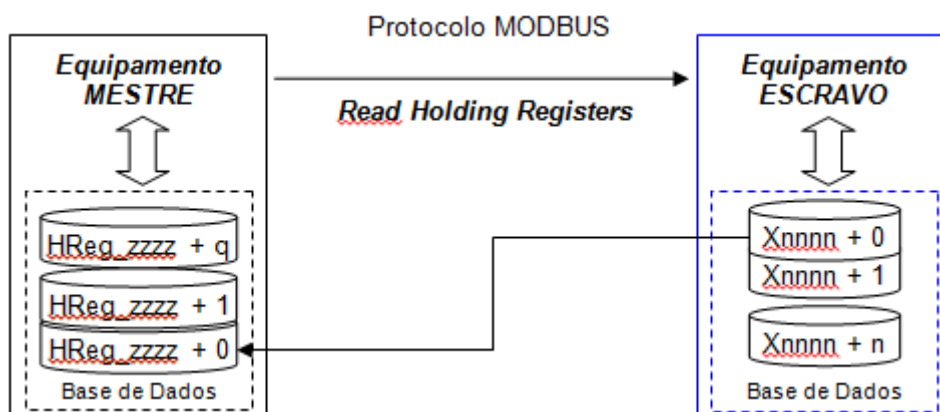 Protocolo MODBUS
Equipamento
MESTRE
Read Holding Registers
Equipamento
ESCRAVO
HReg_zzzz + q
HReg_zzzz + 1
HReg_zzzz + 0
Base de Dados
Xnnnn + 0
Xnnnn + 1
Xnnnn + n
Base de Dados